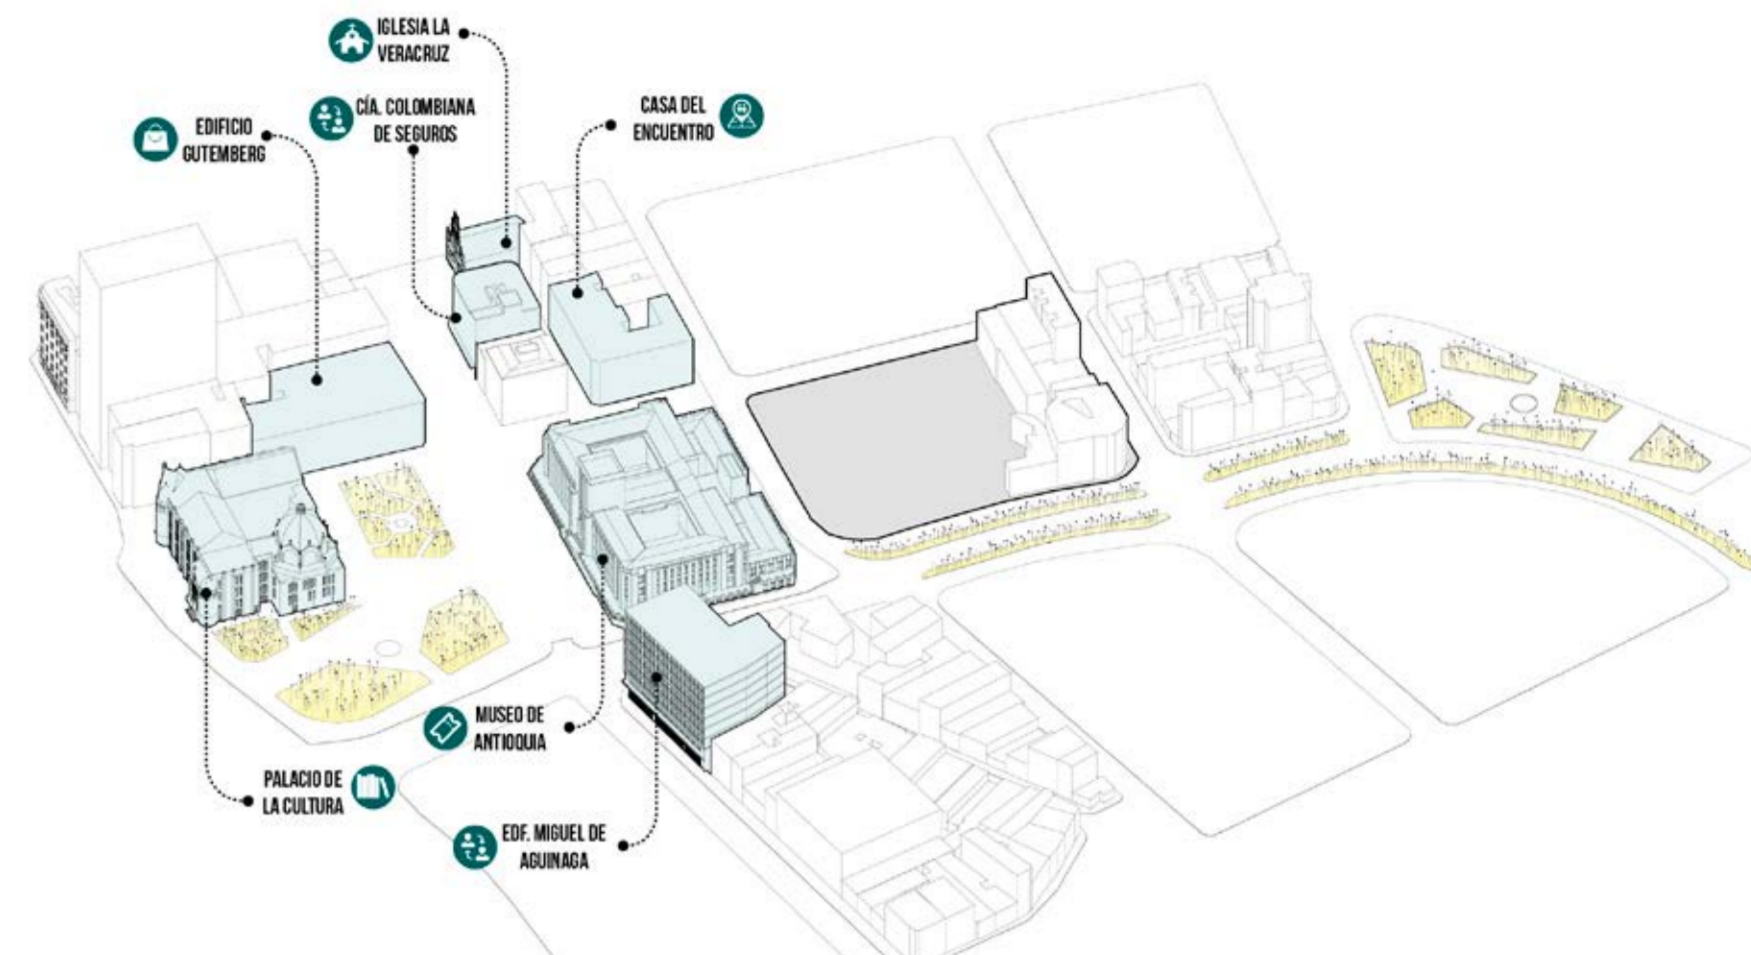 IGLESIA LA
VERACRUZ
CÍA. COLOMBIANA
DE SEGUROS
CASA DEL
ENCUENTRO
EDIFICIO
GUTEMBERG
MUSEO DE
ANTIOQUIA
PALACIO DE
LA CULTURA
EDF. MIGUEL DE
AGUINAGA